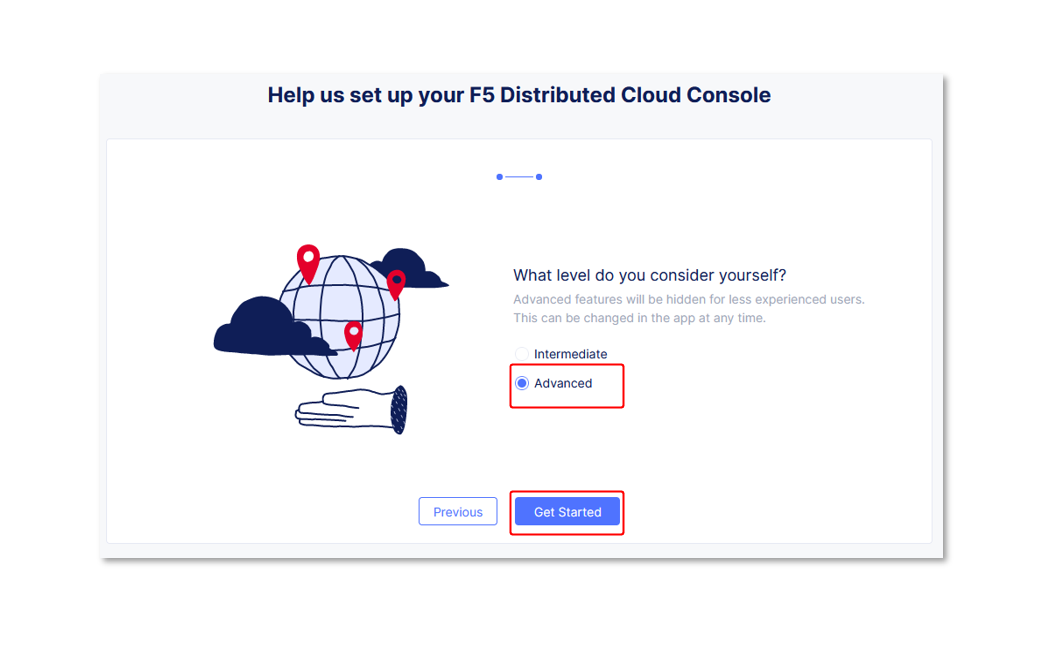 Help us set up your F5 Distributed Cloud Console
What level do you consider yourself?
Advanced features will be hidden for less experienced users.
This can be changed in the app at any time.
Intermediate
Advanced
Previous
Get Started